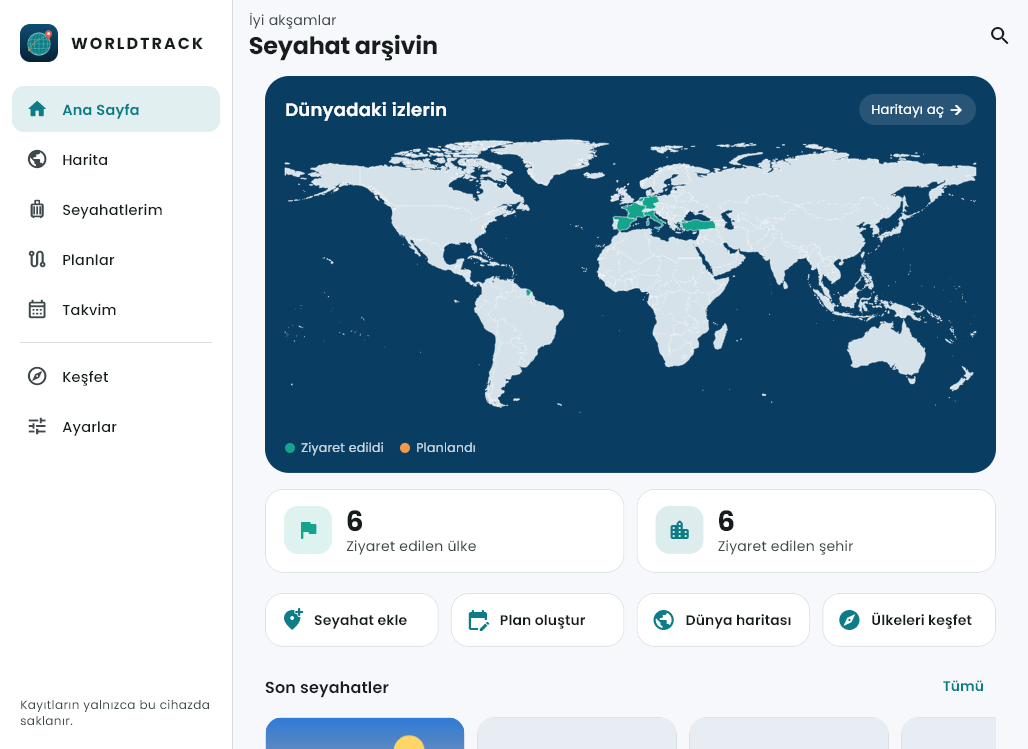 WORLDTRACK
Ana Sayfa
Harita
Seyahatlerim
Planlar
Takvim
Keşfet
Ayarlar
Kayıtların yalnızca bu cihazda
saklanır.
İyi akşamlar
Seyahat arşivin
Dünyadaki izlerin
Haritayı aç →
Ziyaret edildi
Planlandı
6
Ziyaret edilen ülke
6
Ziyaret edilen şehir
Seyahat ekle
Plan oluştur
Dünya haritası
Ülkeleri keşfet
Son seyahatler
Tümü